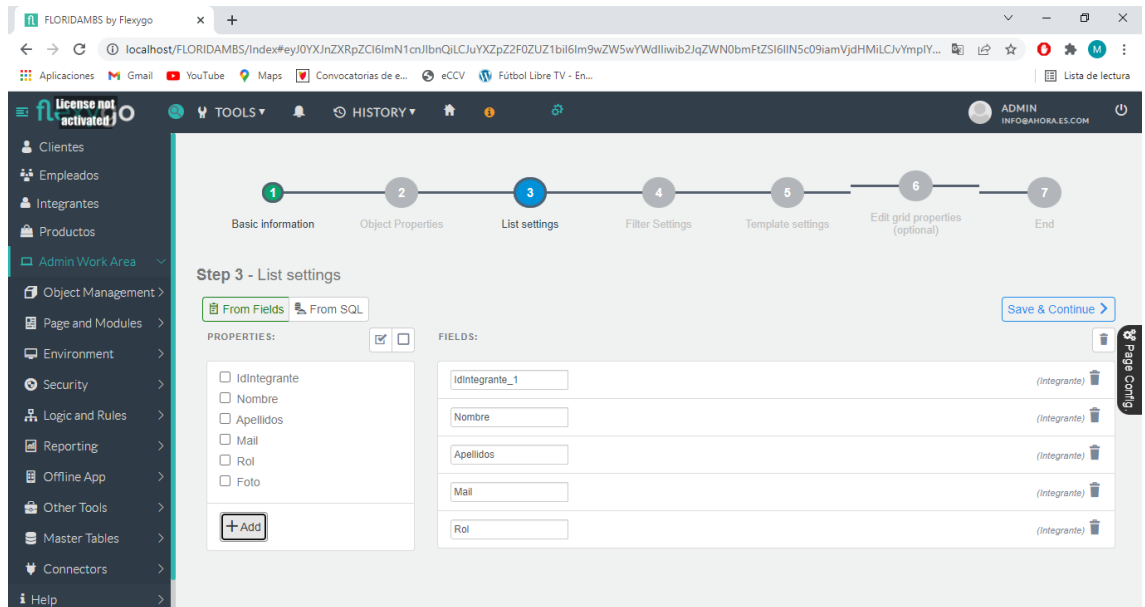 FLORIDAMBS by Flexygo
localhost/FLORIDAMBS/Index#eyJ0YXJnZXRpZCI6ImN1cnJlbnQiLCJuYXZpZ2F0ZUZ1bil6Im9wZW5wYWdlIiwib2JqZWN0bmFtZSI6IlN5c09iamVjdHMiLCJvYmplY...
M
Aplicaciones Gmail YouTube Maps Convocatorias de e... eCCV Fútbol Libre TV - En... Lista de lectura
flexygo License not activated! TOOLS HISTORY ADMIN
INFO@AHORA.ES.COM
Clientes
Empleados
Integrantes
Productos
Admin Work Area
Object Management
Page and Modules
Environment
Security
Logic and Rules
Reporting
Offline App
Other Tools
Master Tables
Connectors
Help
1 2 3 4 5 6 7
Basic information Object Properties List settings Filter Settings Template settings Edit grid properties (optional) End
Step 3 - List settings
From Fields From SQL Save & Continue
PROPERTIES: FIELDS:
IdIntegrante
Nombre
Apellidos
Mail
Rol
Foto
+ Add
IdIntegrante_1 (Integrante)
Nombre (Integrante)
Apellidos (Integrante)
Mail (Integrante)
Rol (Integrante)
Page Config.